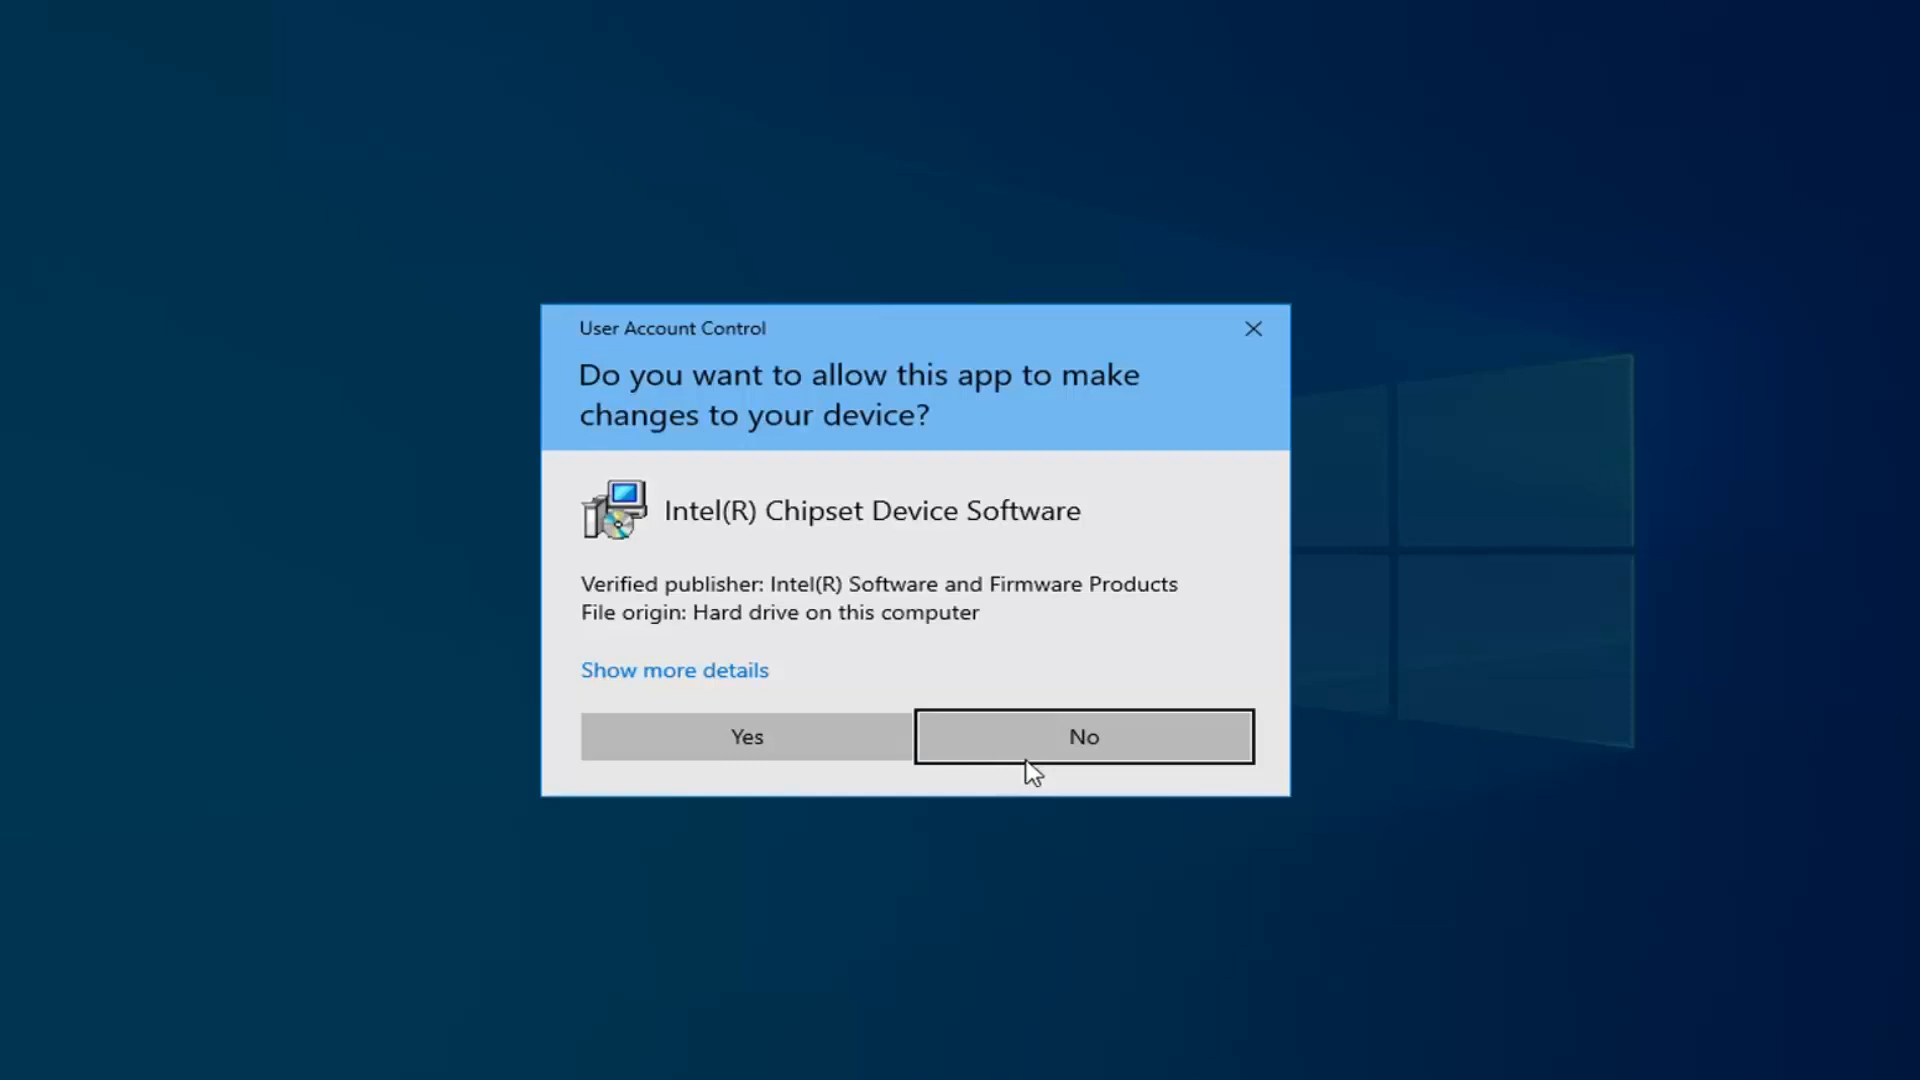 User Account Control
Do you want to allow this app to make
changes to your device?
Intel(R) Chipset Device Software
Verified publisher: Intel(R) Software and Firmware Products
File origin: Hard drive on this computer
Show more details
Yes
No